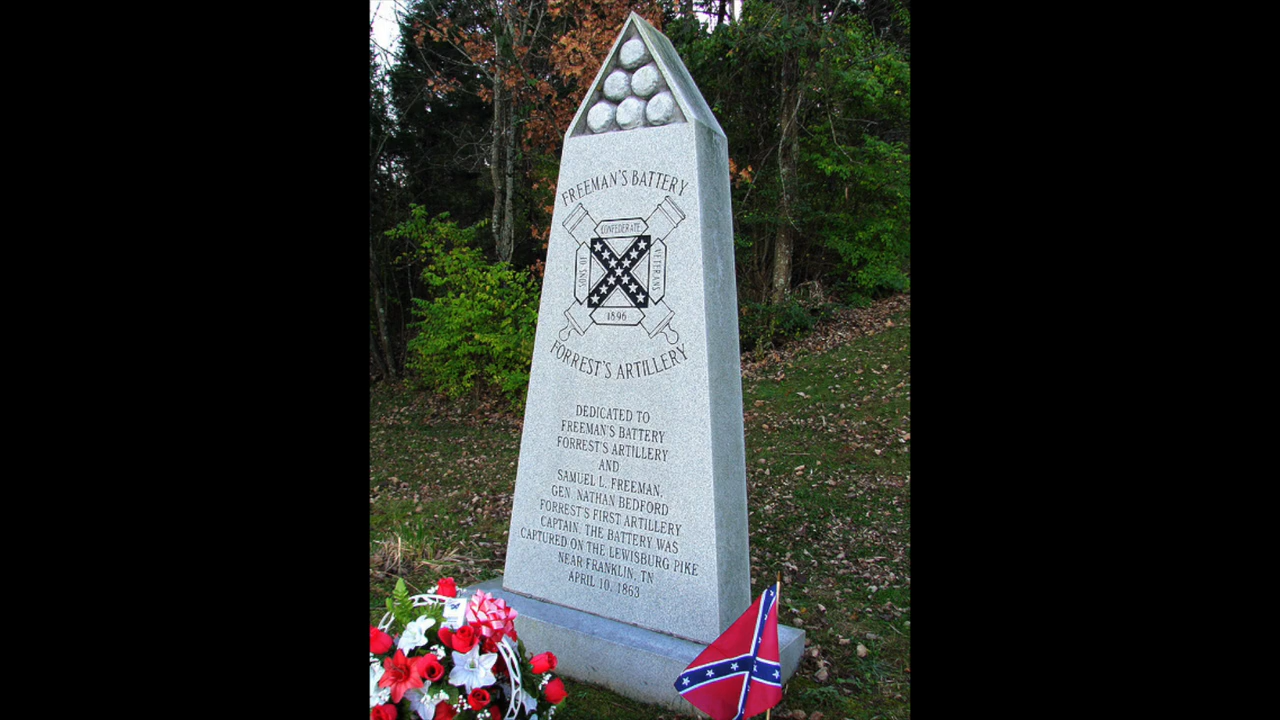 FREEMAN'S BATTERY
CONFEDERATE
SONS OF
VETERANS
1896
FORREST'S ARTILLERY
DEDICATED TO
FREEMAN'S BATTERY
FORREST'S ARTILLERY
AND
SAMUEL L. FREEMAN,
GEN. NATHAN BEDFORD
FORREST'S FIRST ARTILLERY
CAPTAIN. THE BATTERY WAS
CAPTURED ON THE LEWISBURG PIKE
NEAR FRANKLIN, TN
APRIL 10, 1863